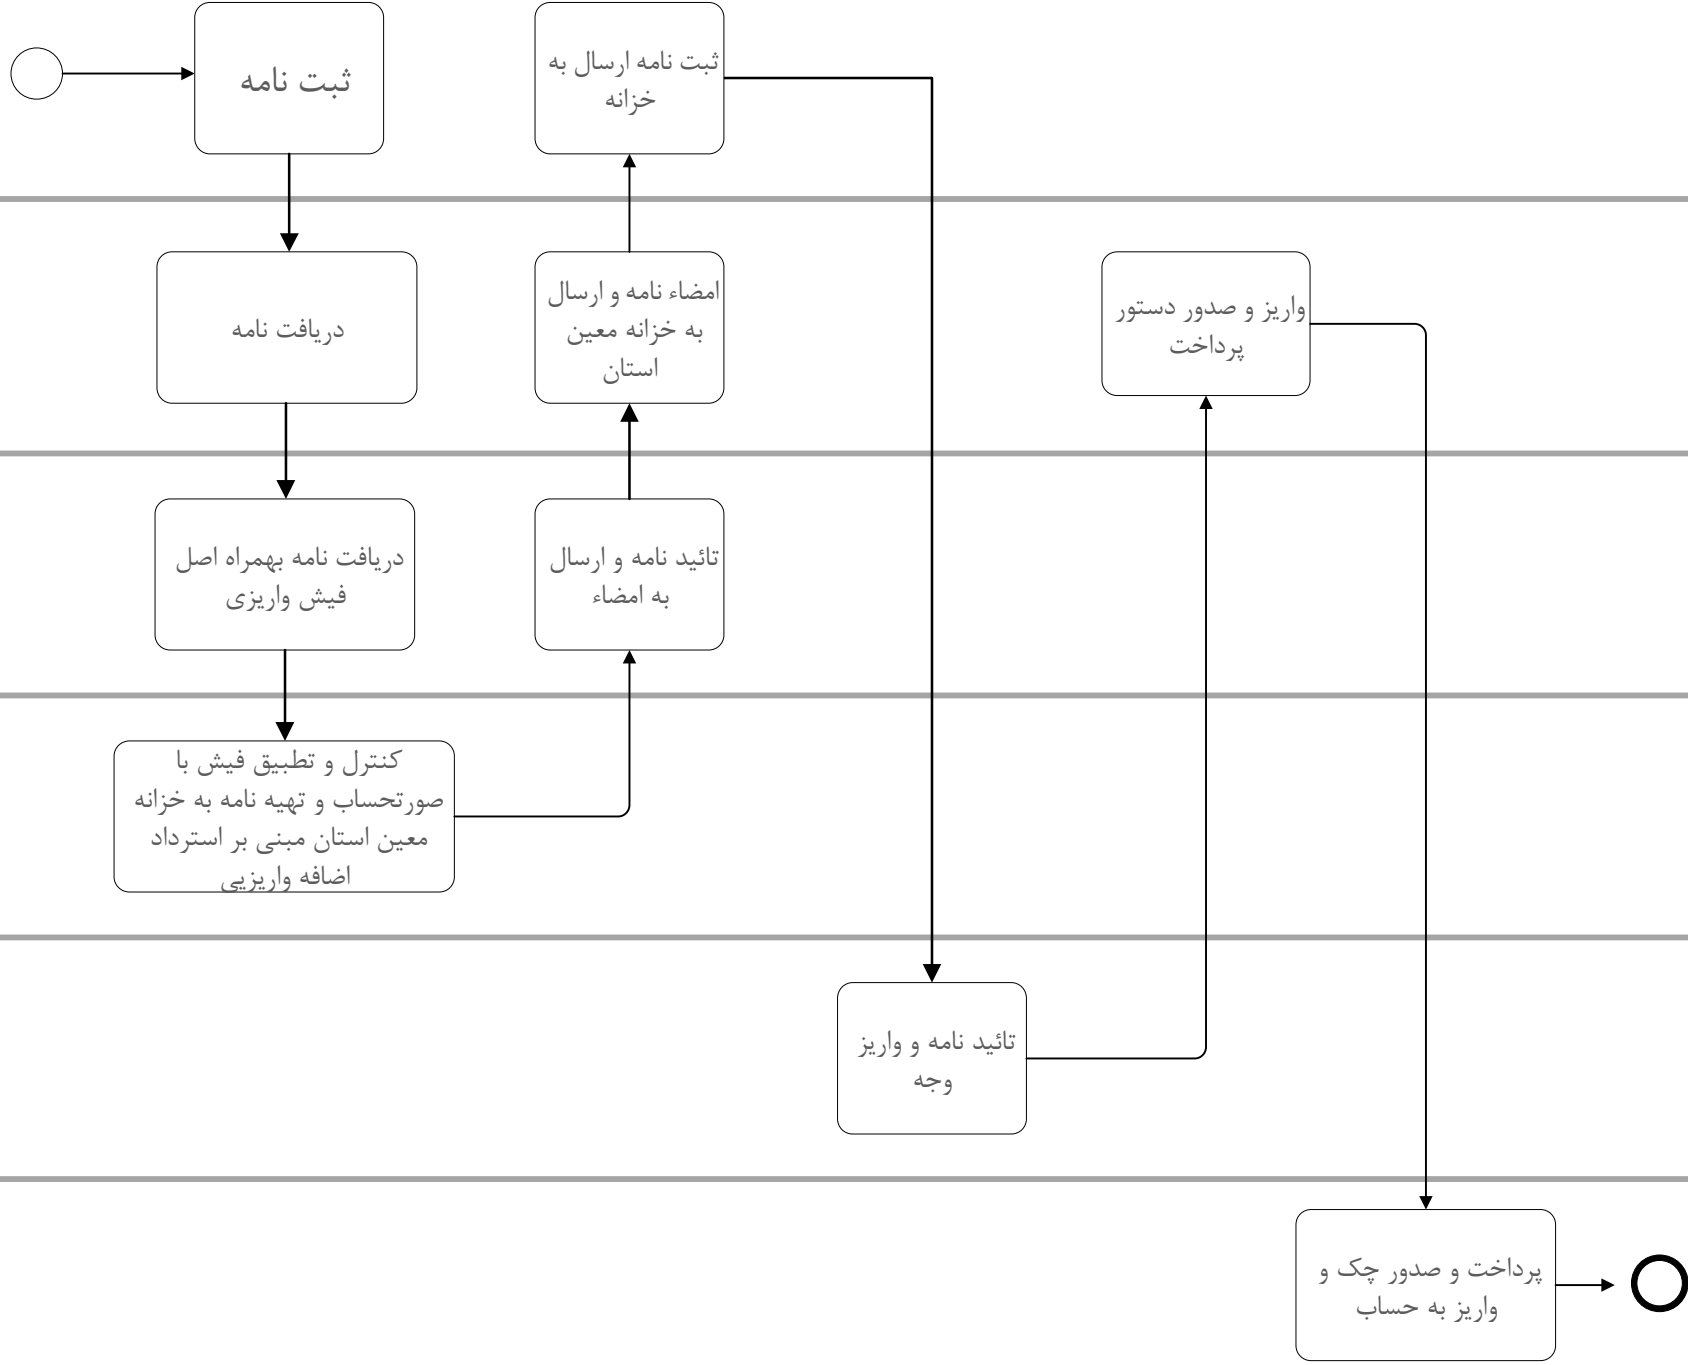 ثبت نامه
دریافت نامه
دریافت نامه بهمراه اصل
فیش واریزی
کنترل و تطبیق فیش با
صورتحساب و تهیه نامه به خزانه
معین استان مبنی بر استرداد
اضافه واریزیی
تائید نامه و ارسال
به امضاء
امضاء نامه و ارسال
به خزانه معین
استان
ثبت نامه ارسال به
خزانه
تائید نامه و واریز
وجه
واریز و صدور دستور
پرداخت
پرداخت و صدور چک و
واریز به حساب